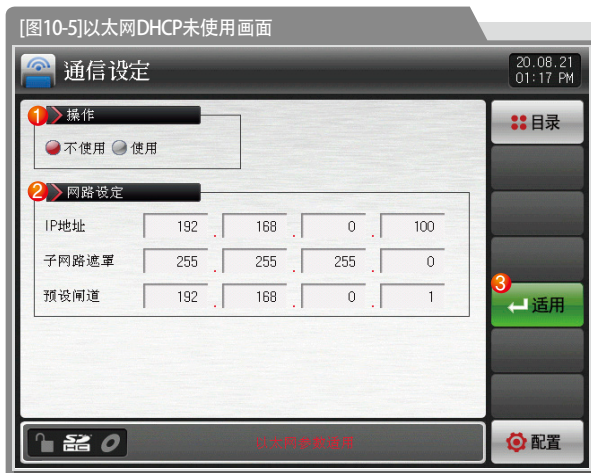 [图10-5]以太网DHCP未使用画面
通信设定
20.08.21
01:17 PM
1 操作
不使用 使用
2 网路设定
IP地址 192 . 168 . 0 . 100
子网路遮罩 255 . 255 . 255 . 0
预设闸道 192 . 168 . 0 . 1
目录
3
适用
配置